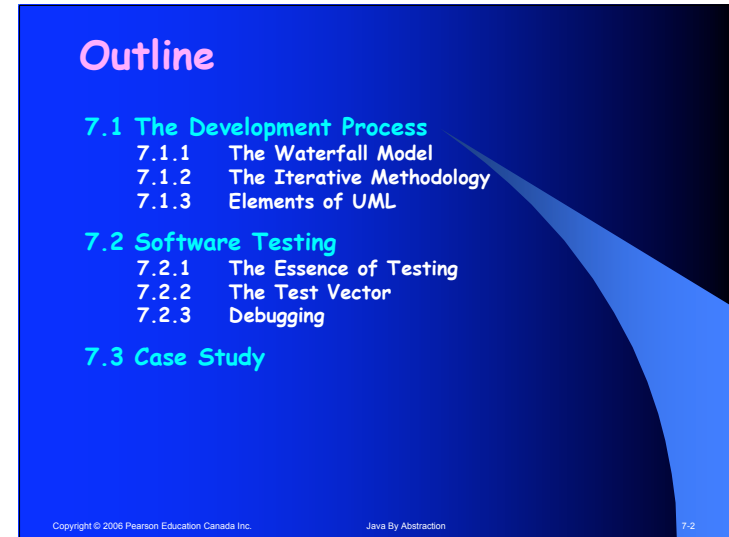 Outline
7.1 The Development Process
7.1.1 The Waterfall Model
7.1.2 The Iterative Methodology
7.1.3 Elements of UML
7.2 Software Testing
7.2.1 The Essence of Testing
7.2.2 The Test Vector
7.2.3 Debugging
7.3 Case Study
Copyright © 2006 Pearson Education Canada Inc. Java By Abstraction 7-2